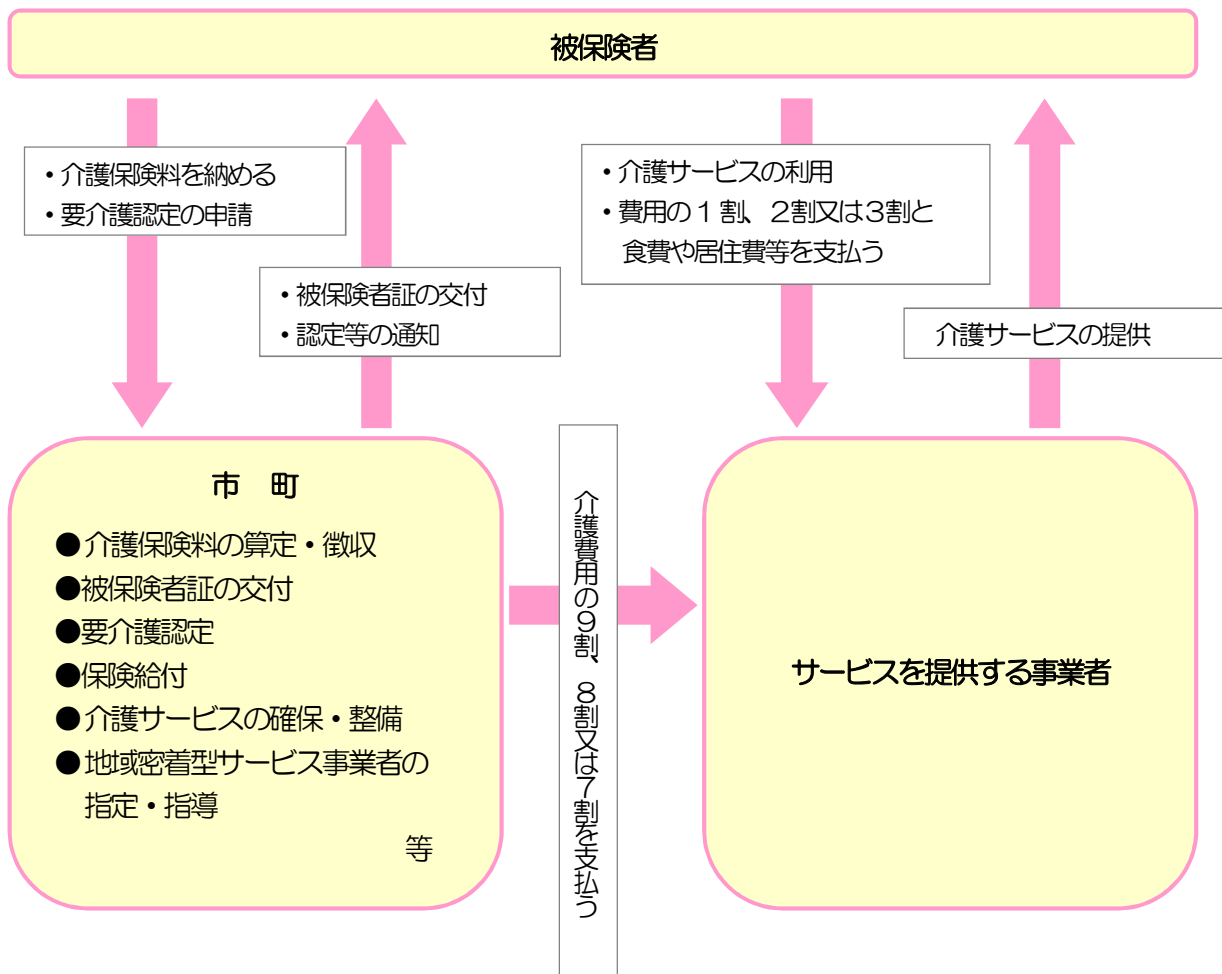 被保険者
・介護保険料を納める
・要介護認定の申請
・被保険者証の交付
・認定等の通知
・介護サービスの利用
・費用の1割、2割又は3割と
食費や居住費等を支払う
介護サービスの提供
市　町
●介護保険料の算定・徴収
●被保険者証の交付
●要介護認定
●保険給付
●介護サービスの確保・整備
●地域密着型サービス事業者の
指定・指導
等
介護費用の9割、8割又は7割を支払う
サービスを提供する事業者